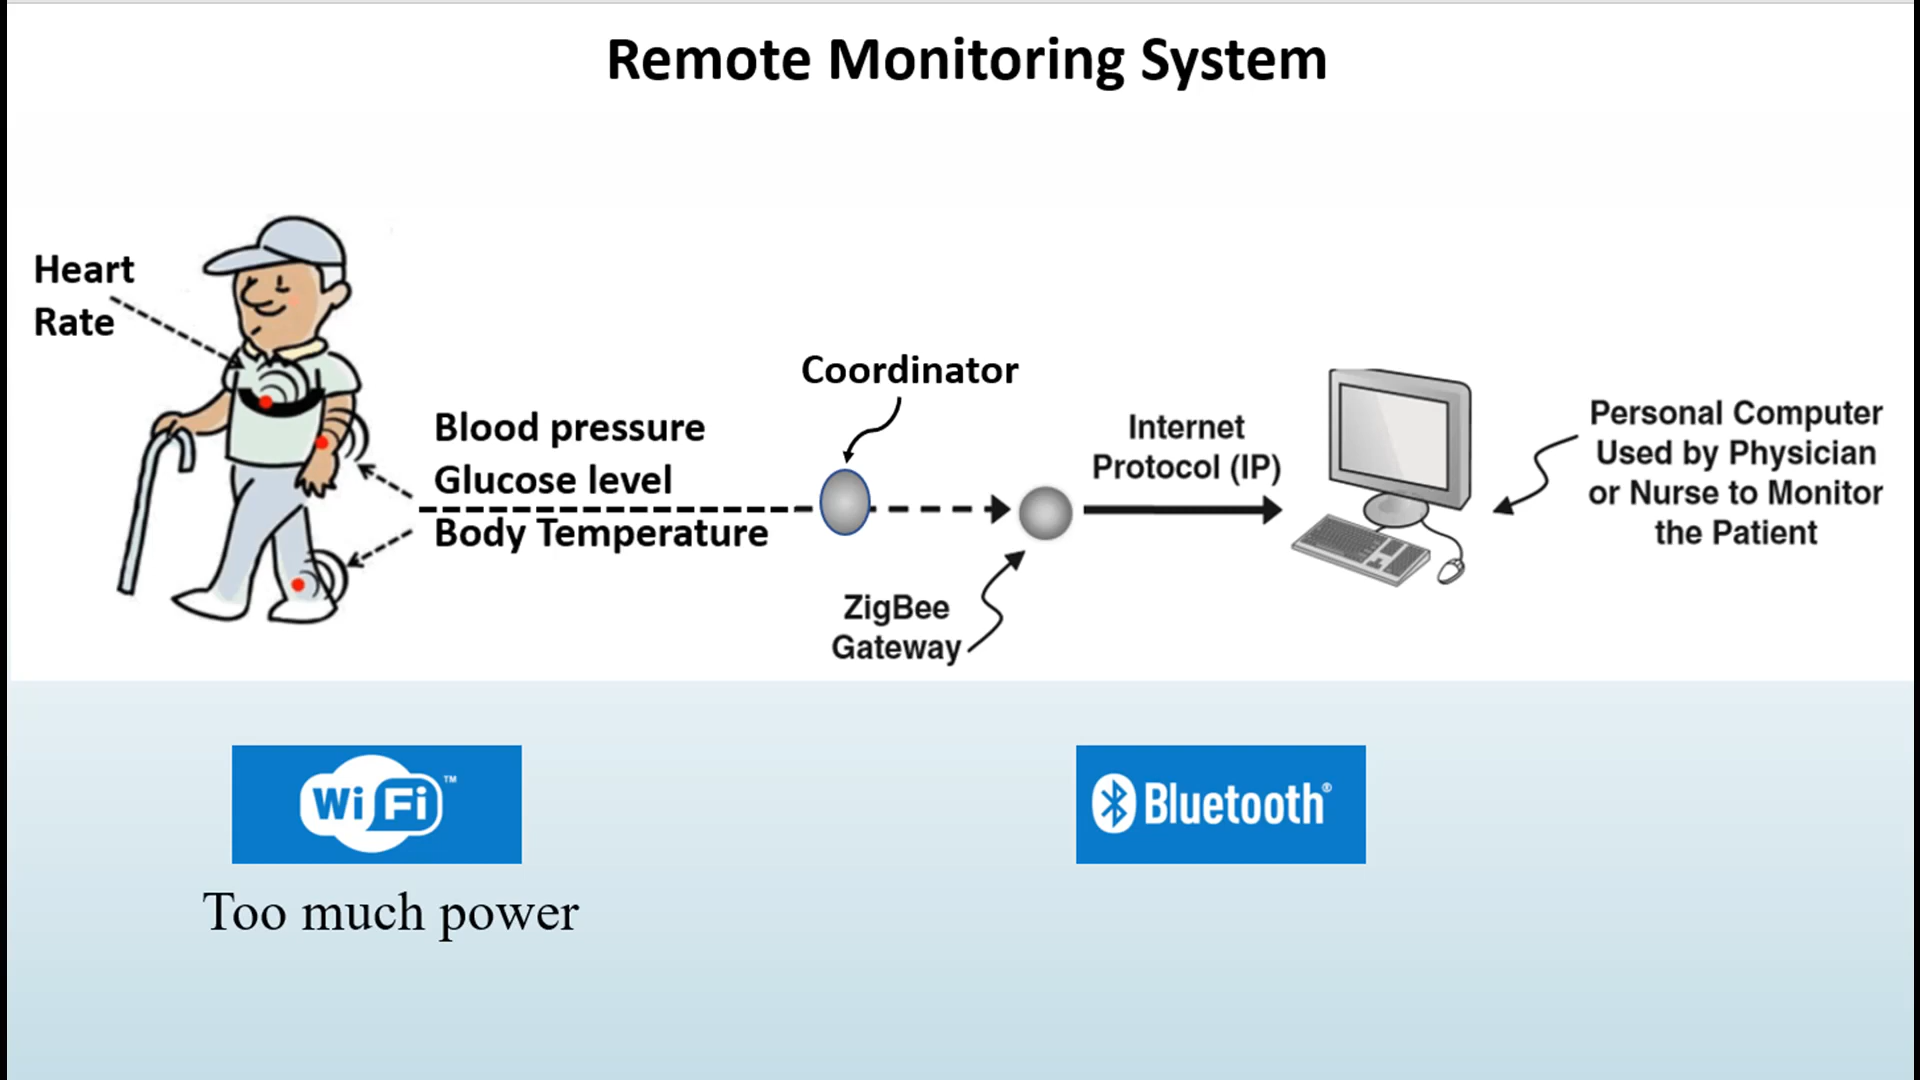 Remote Monitoring System
Heart
Rate
Blood pressure
Glucose level
Body Temperature
Coordinator
ZigBee
Gateway
Internet
Protocol (IP)
Personal Computer
Used by Physician
or Nurse to Monitor
the Patient
Wi Fi™
Bluetooth®
Too much power